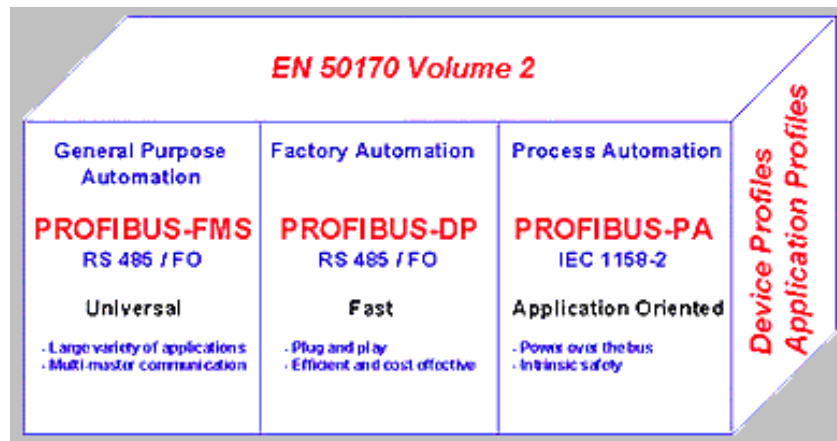 EN 50170 Volume 2
General Purpose
Automation
PROFIBUS-FMS
RS 485 / FO
Universal
- Large variety of applications
- Multi-master communication
Factory Automation
PROFIBUS-DP
RS 485 / FO
Fast
- Plug and play
- Efficient and cost effective
Process Automation
PROFIBUS-PA
IEC 1158-2
Application Oriented
- Power over the bus
- Intrinsic safety
Device Profiles
Application Profiles